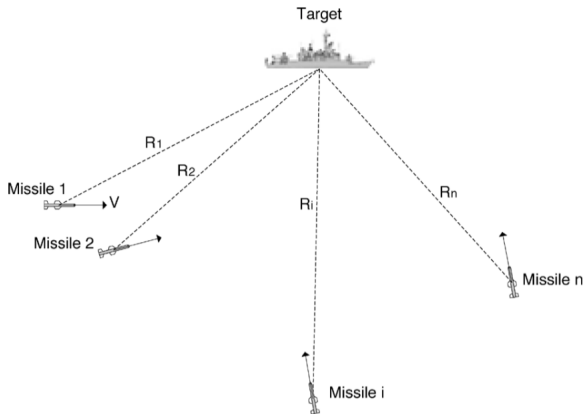 Target
R1
R2
Missile 1
V
Ri
Rn
Missile 2
Missile n
Missile i